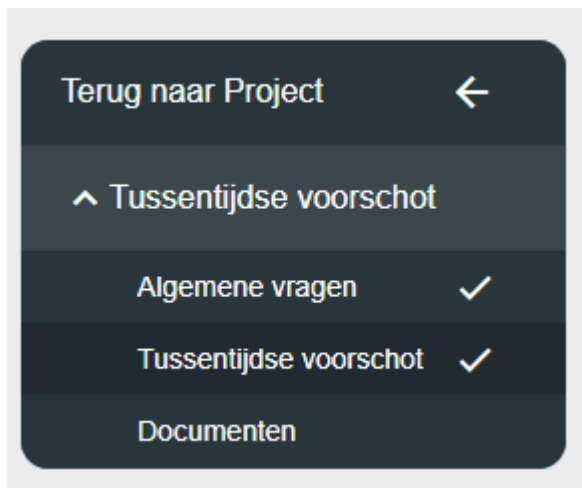 Terug naar Project
Tussentijdse voorschot
Algemene vragen
Tussentijdse voorschot
Documenten